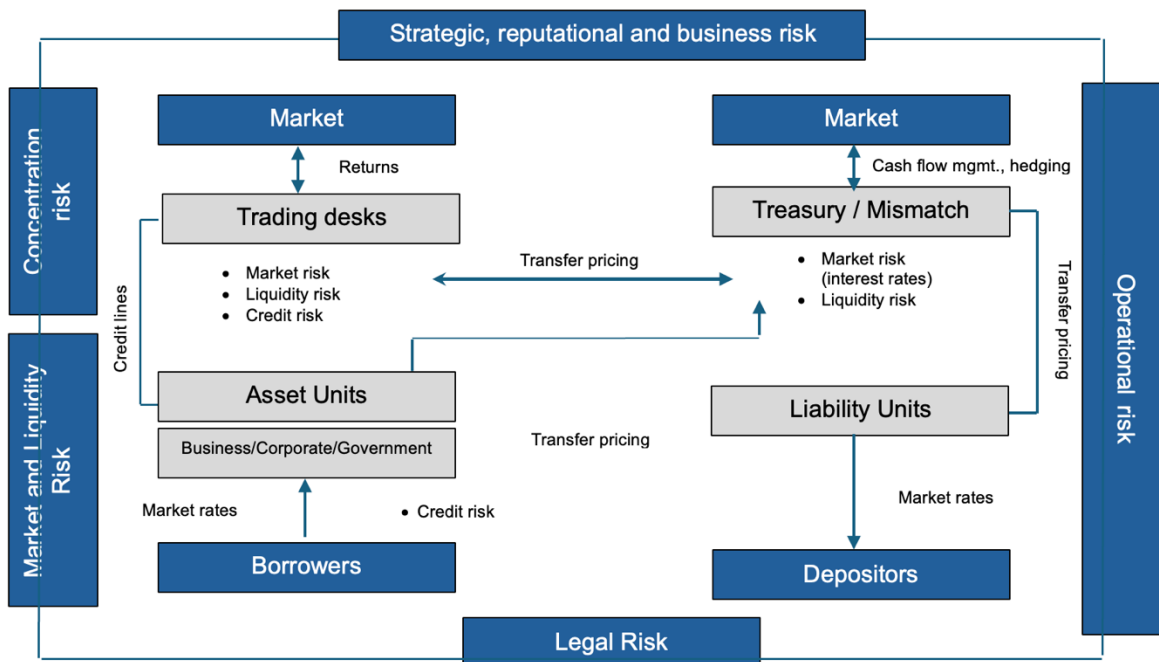 Strategic, reputational and business risk
Concentration
risk
Market and Liquidity
Risk
Market
Returns
Trading desks
• Market risk
• Liquidity risk
• Credit risk
Credit lines
Asset Units
Business/Corporate/Government
Market rates
• Credit risk
Borrowers
Transfer pricing
Transfer pricing
Market
Cash flow mgmt., hedging
Treasury / Mismatch
• Market risk
(interest rates)
• Liquidity risk
Transfer pricing
Liability Units
Market rates
Depositors
Operational risk
Legal Risk